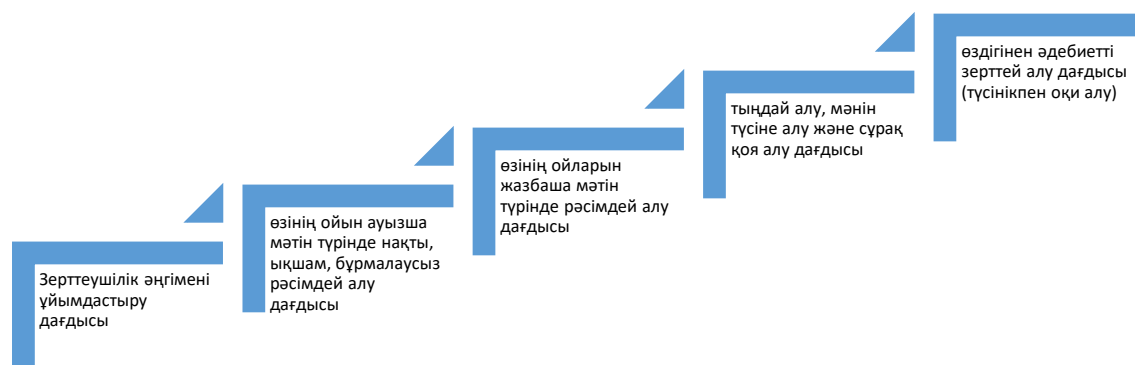 Зерттеушілік әңгімені
ұйымдастыру
дағдысы
өзінің ойын ауызша
мәтін түрінде нақты,
ықшам, бұрмалаусыз
рәсімдей алу
дағдысы
өзінің ойларын
жазбаша мәтін
түрінде рәсімдей алу
дағдысы
тыңдай алу, мәнін
түсіне алу және сұрақ
қоя алу дағдысы
өздігінен әдебиетті
зерттей алу дағдысы
(түсінікпен оқи алу)